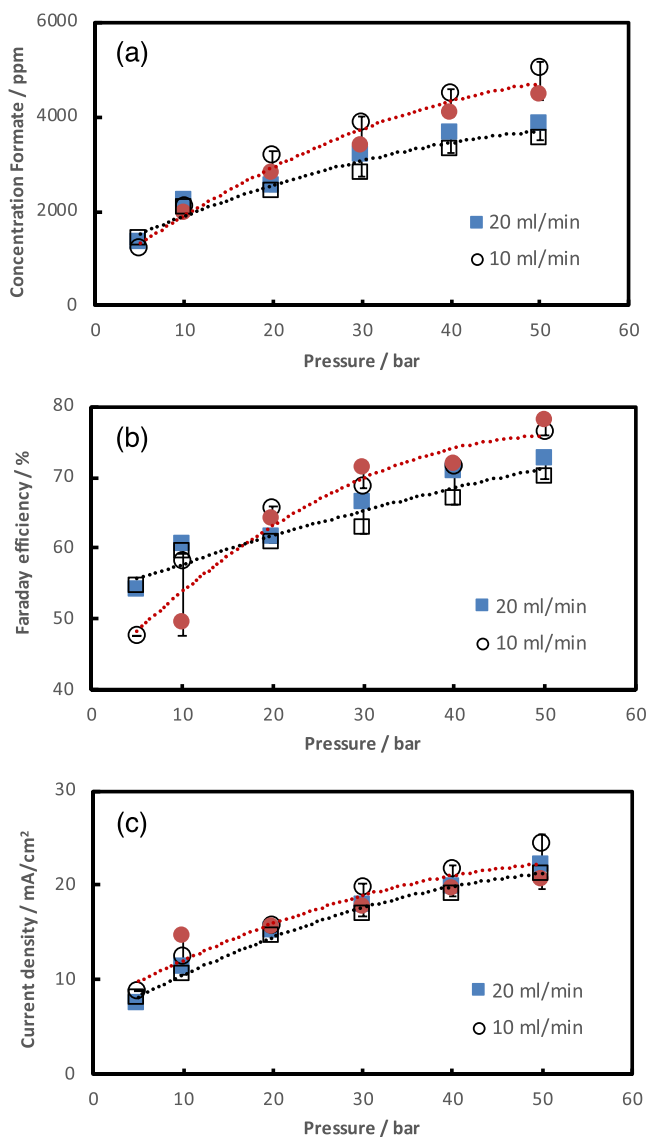 (a)
Concentration Formate / ppm
6000
4000
2000
0
20 ml/min
10 ml/min
0 10 20 30 40 50 60
Pressure / bar
(b)
Faraday efficiency / %
80
70
60
50
40
20 ml/min
10 ml/min
0 10 20 30 40 50 60
Pressure / bar
(c)
Current density / mA/cm²
30
20
10
0
20 ml/min
10 ml/min
0 10 20 30 40 50 60
Pressure / bar